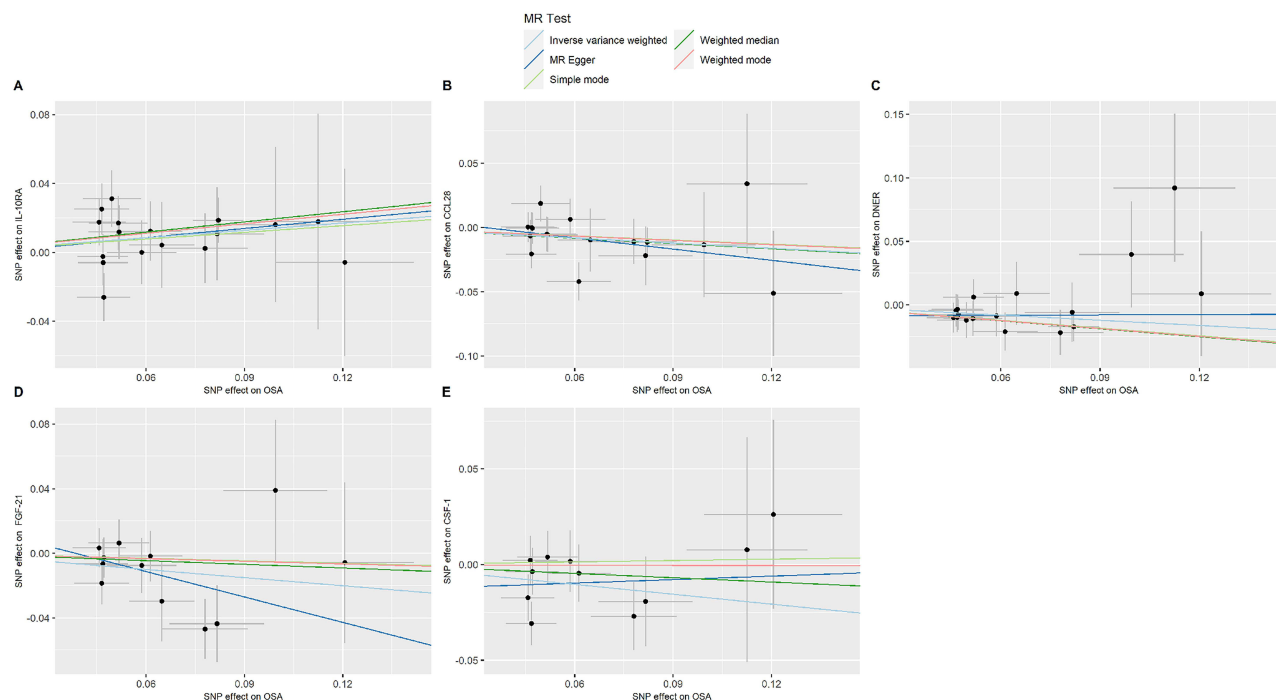 MR Test
Inverse variance weighted
Weighted median
MR Egger
Weighted mode
Simple mode
A
B
C
SNP effect on IL-10RA
0.08
0.04
0.00
-0.04
0.06
0.09
0.12
SNP effect on OSA
SNP effect on CCL28
0.05
0.00
-0.05
-0.10
0.06
0.09
0.12
SNP effect on OSA
SNP effect on DNER
0.15
0.10
0.05
0.00
0.06
0.09
0.12
SNP effect on OSA
D
E
SNP effect on FGF-21
0.08
0.04
0.00
-0.04
0.06
0.09
0.12
SNP effect on OSA
SNP effect on CSF-1
0.05
0.00
-0.05
0.06
0.09
0.12
SNP effect on OSA